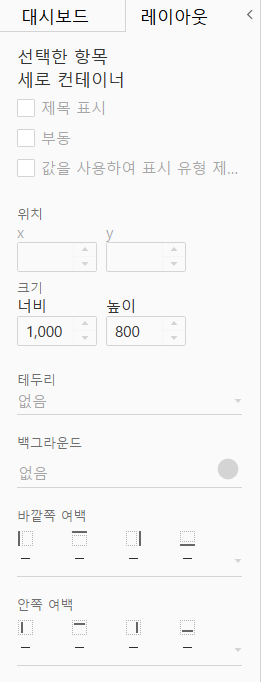 대시보드 레이아웃
선택한 항목
세로 컨테이너
제목 표시
부동
값을 사용하여 표시 유형 제...
위치
x y
크기
너비 높이
1,000 800
테두리
없음
백그라운드
없음
바깥쪽 여백
안쪽 여백